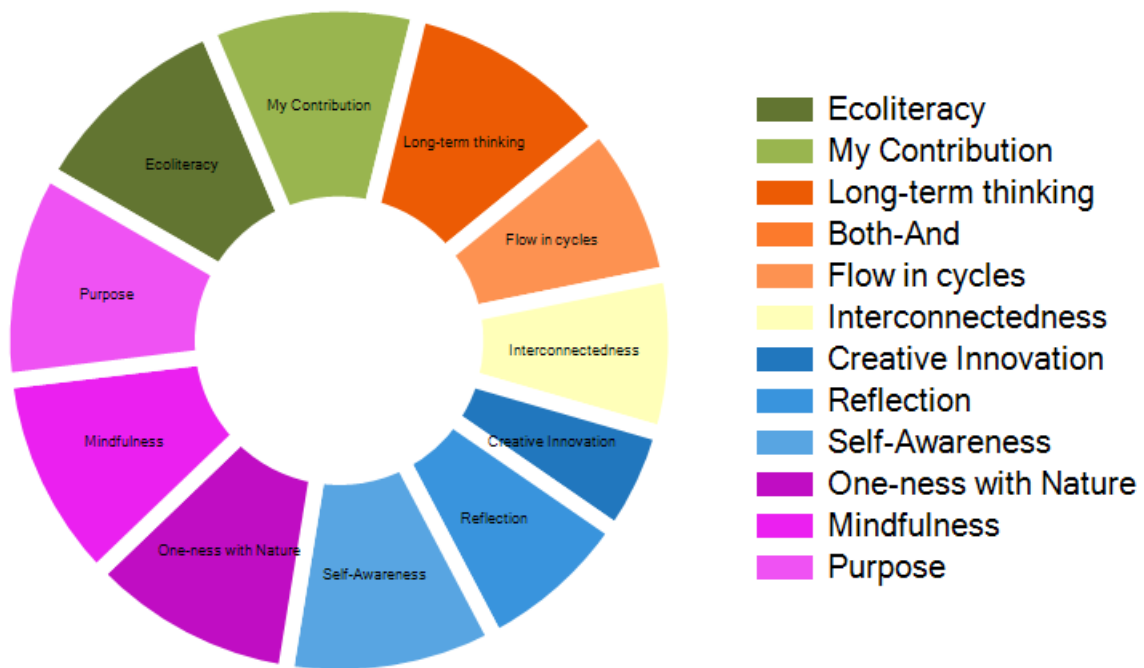 My Contribution
Long-term thinking
Ecoliteracy
Flow in cycles
Purpose
Interconnectedness
Mindfulness
Creative Innovation
Reflection
One-ness with Nature
Self-Awareness
Ecoliteracy
My Contribution
Long-term thinking
Both-And
Flow in cycles
Interconnectedness
Creative Innovation
Reflection
Self-Awareness
One-ness with Nature
Mindfulness
Purpose